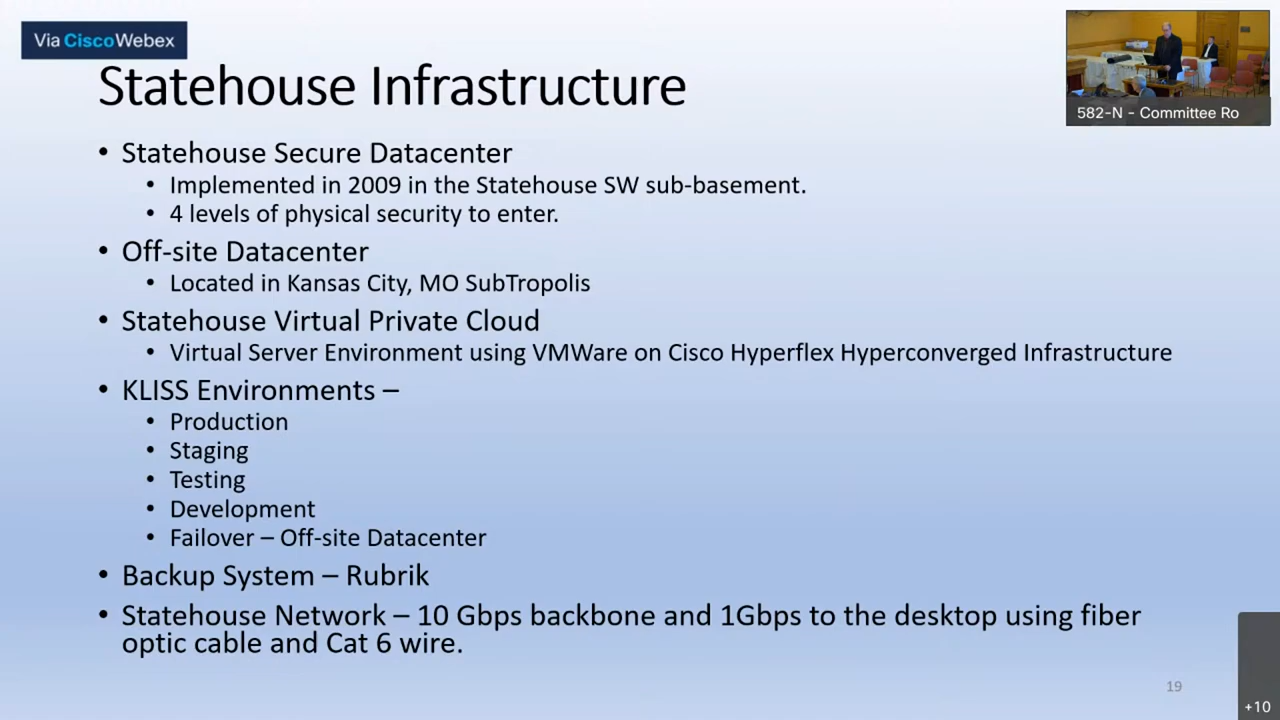 Via Cisco Webex
Statehouse Infrastructure
582-N - Committee Ro
• Statehouse Secure Datacenter
• Implemented in 2009 in the Statehouse SW sub-basement.
• 4 levels of physical security to enter.
• Off-site Datacenter
• Located in Kansas City, MO SubTropolis
• Statehouse Virtual Private Cloud
• Virtual Server Environment using VMWare on Cisco Hyperflex Hyperconverged Infrastructure
• KLISS Environments –
• Production
• Staging
• Testing
• Development
• Failover – Off-site Datacenter
• Backup System – Rubrik
• Statehouse Network – 10 Gbps backbone and 1Gbps to the desktop using fiber
optic cable and Cat 6 wire.
19
+10